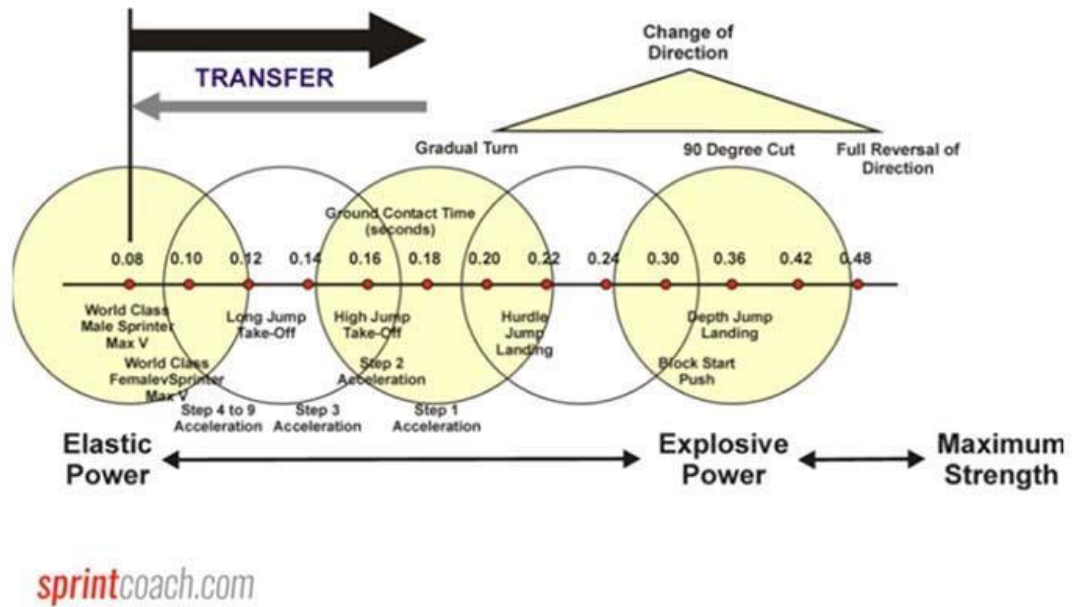 Change of
Direction
TRANSFER
Gradual Turn
90 Degree Cut
Full Reversal of
Direction
Ground Contact Time
(seconds)
0.08 0.10 0.12 0.14 0.16 0.18 0.20 0.22 0.24 0.30 0.36 0.42 0.48
World Class
Male Sprinter
Max V
Long Jump
Take-Off
High Jump
Take-Off
Hurdle
Jump
Landing
Depth Jump
Landing
World Class
FemalevSprinter
Max V
Step 2
Acceleration
Block Start
Push
Step 4 to 9
Acceleration
Step 3
Acceleration
Step 1
Acceleration
Elastic
Power
Explosive
Power
Maximum
Strength
sprintcoach.com